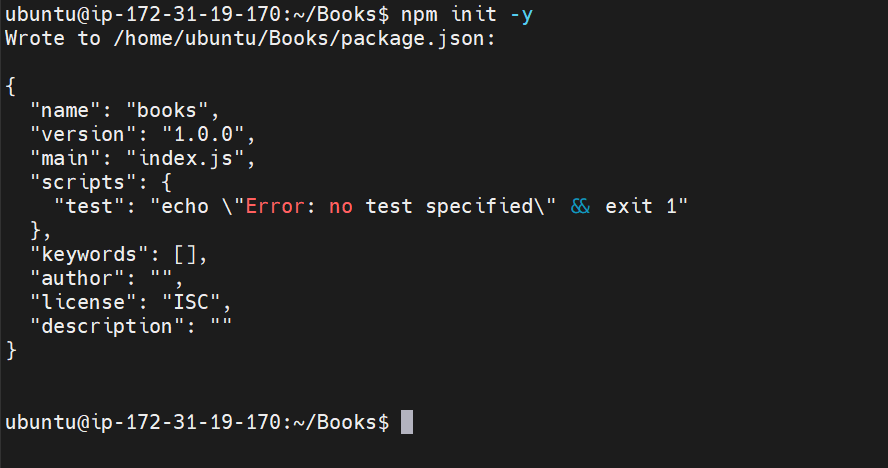 ubuntu@ip-172-31-19-170:~/Books$ npm init -y
Wrote to /home/ubuntu/Books/package.json:
{
  "name": "books",
  "version": "1.0.0",
  "main": "index.js",
  "scripts": {
    "test": "echo \"Error: no test specified\" && exit 1"
  },
  "keywords": [],
  "author": "",
  "license": "ISC",
  "description": ""
}
ubuntu@ip-172-31-19-170:~/Books$